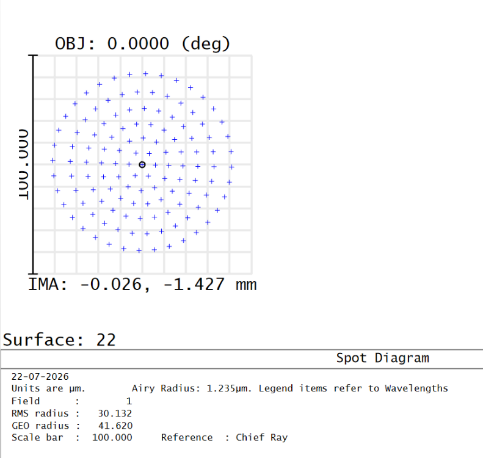 OBJ: 0.0000 (deg)
100.000
IMA: -0.026, -1.427 mm
Surface: 22
Spot Diagram
22-07-2026
Units are µm. Airy Radius: 1.235µm. Legend items refer to Wavelengths
Field : 1
RMS radius : 30.132
GEO radius : 41.620
Scale bar : 100.000 Reference : Chief Ray